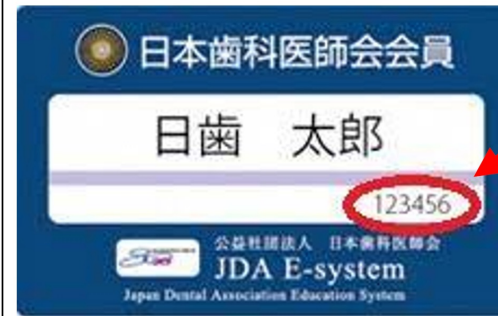 日本歯科医師会会員
日歯　太郎
123456
公益社団法人　日本歯科医師会
JDA E-system
Japan Dental Association Education System